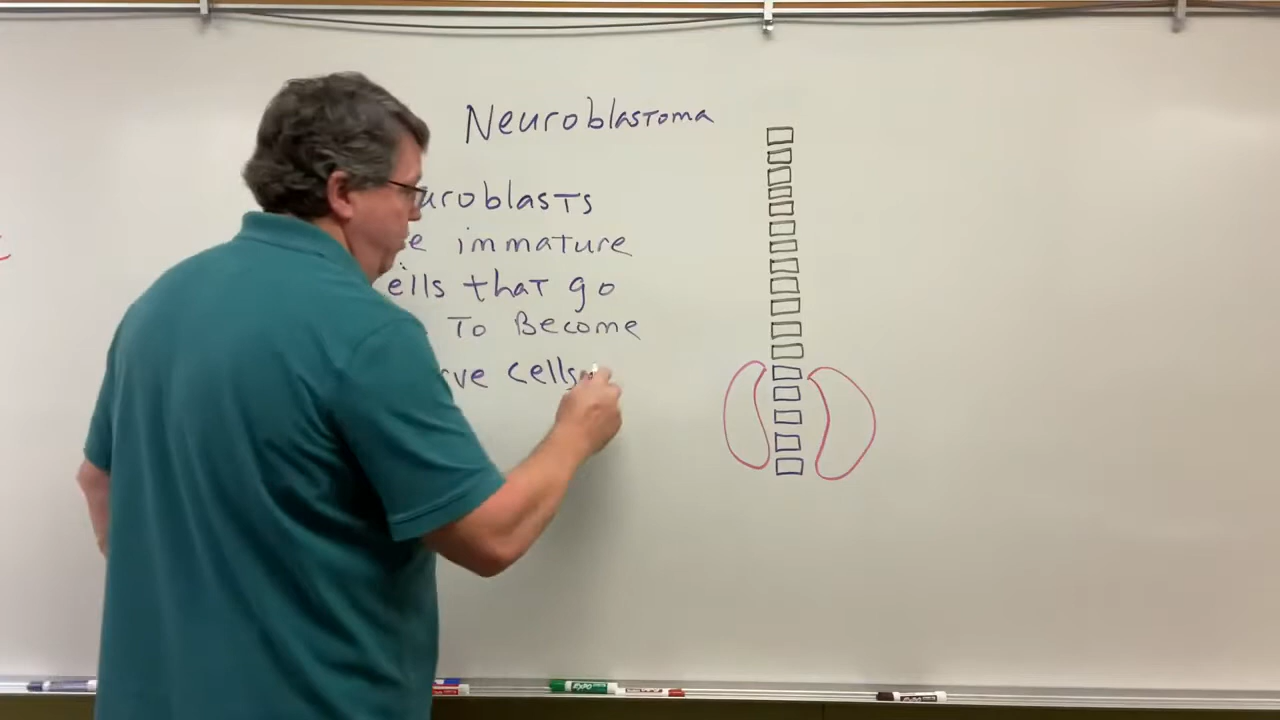 Neuroblastoma
uroblasts
e immature
ells that go
To Become
rve cells